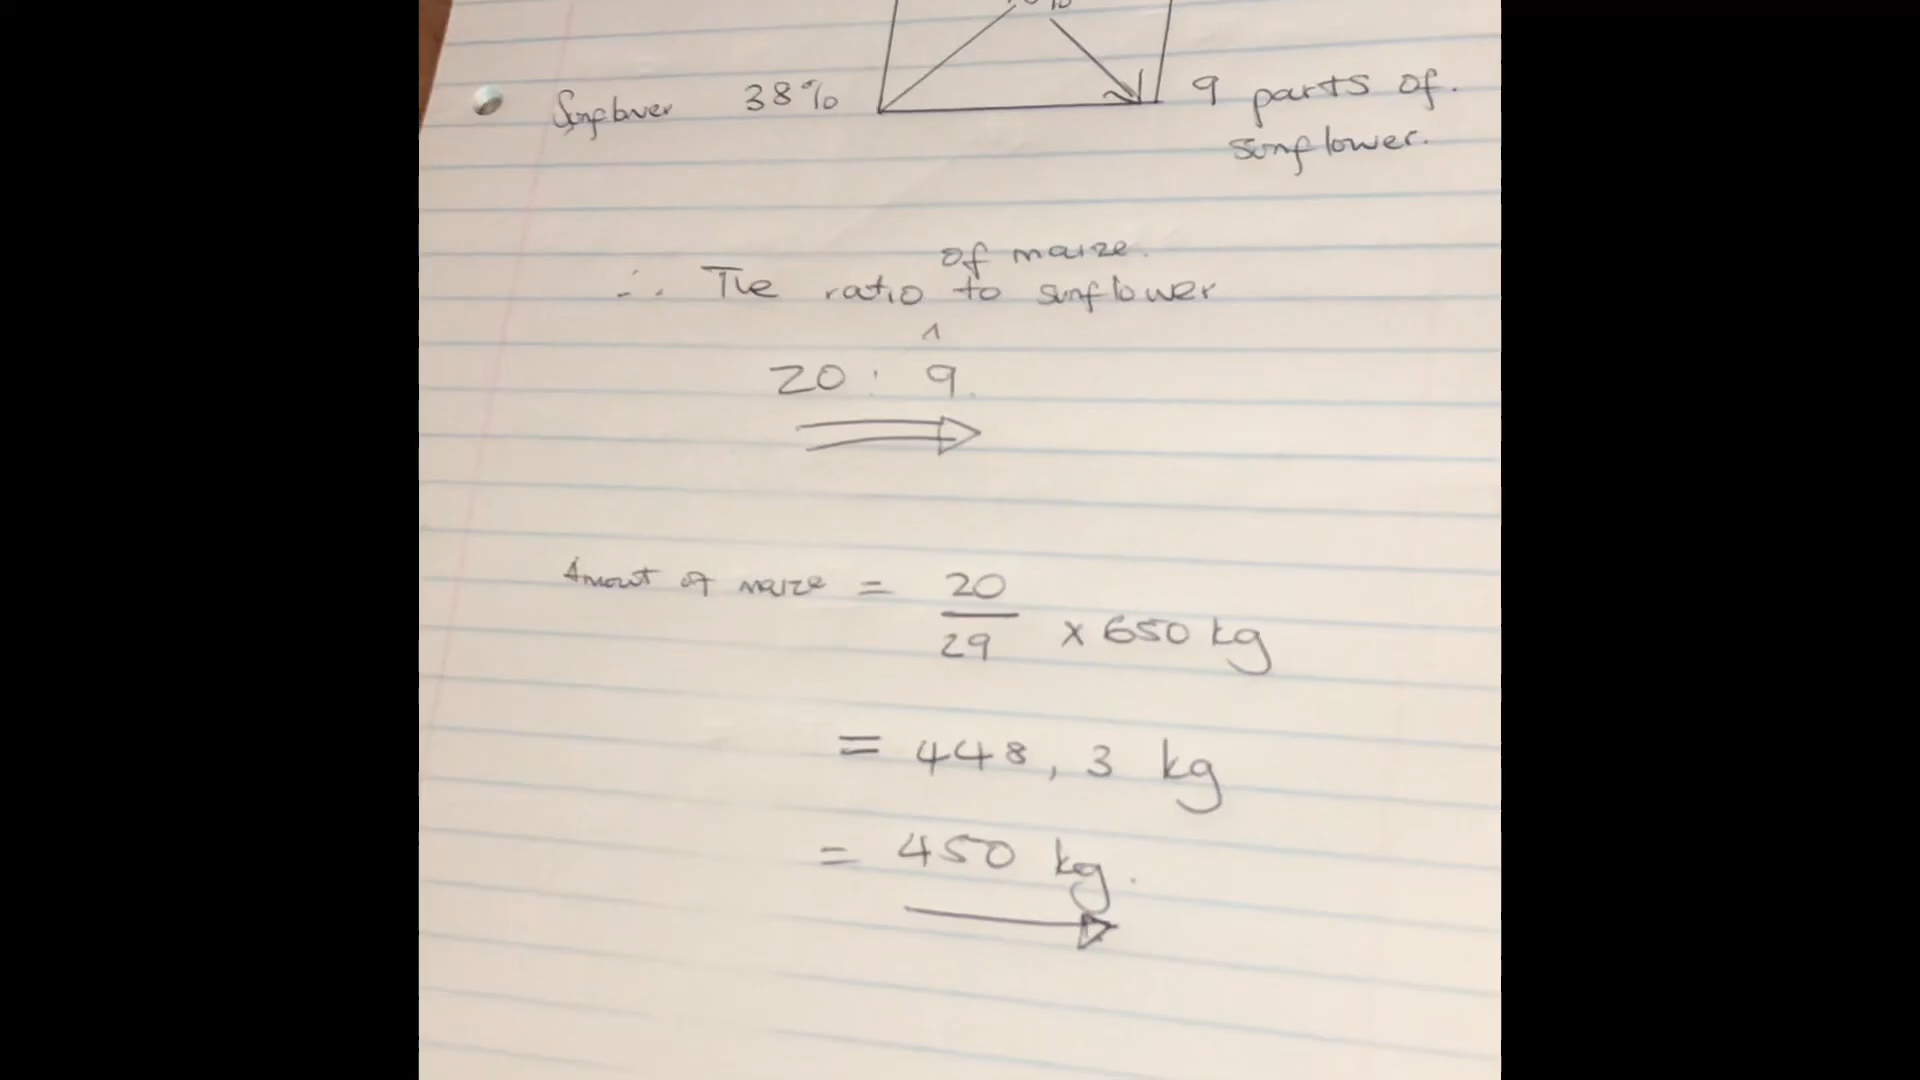 Sunflower 38% 9 parts of.
sunflower.
of maize.
∴ The ratio to sunflower
^
20 : 9.
Amount of maize = 20
29 × 650 kg
= 448,3 kg
= 450 kg.